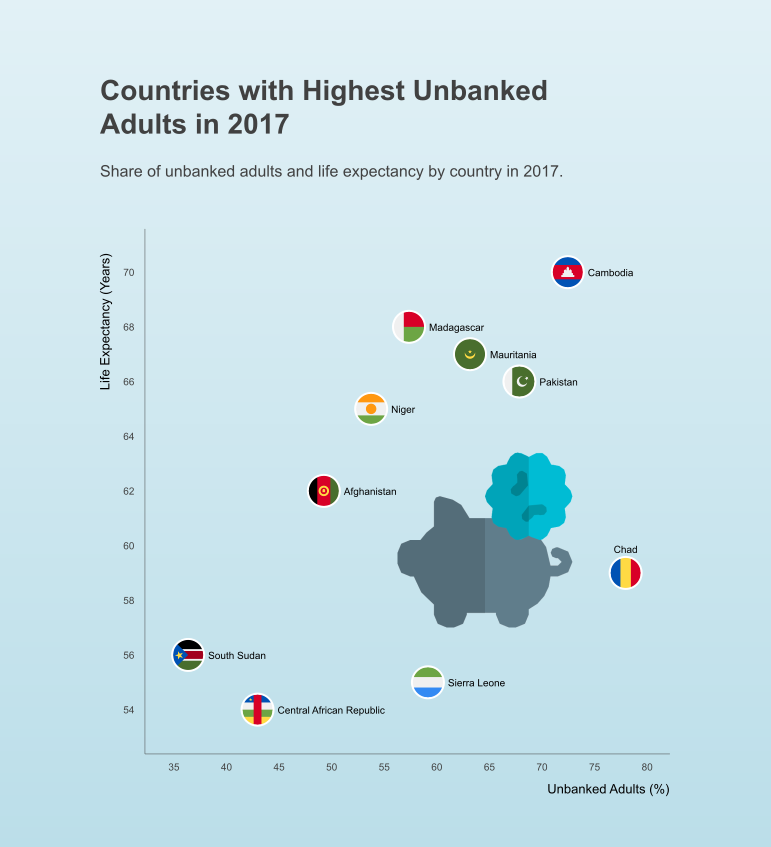 Countries with Highest Unbanked
Adults in 2017
Share of unbanked adults and life expectancy by country in 2017.
Life Expectancy (Years)
70
68
66
64
62
60
58
56
54
Cambodia
Madagascar
Mauritania
Pakistan
Niger
Afghanistan
Chad
South Sudan
Sierra Leone
Central African Republic
35
40
45
50
55
60
65
70
75
80
Unbanked Adults (%)